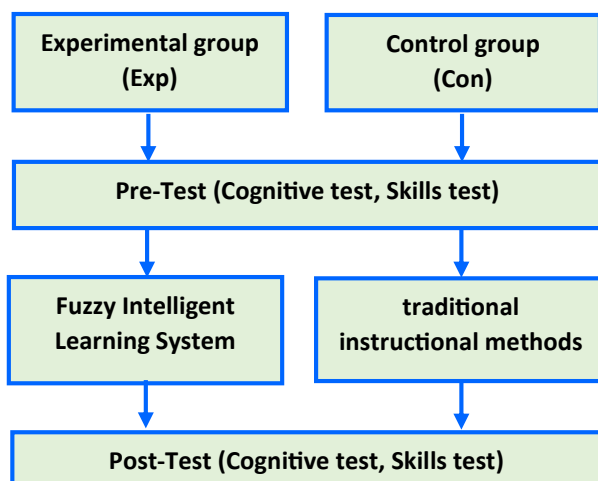 Experimental group
(Exp)
Control group
(Con)
Pre-Test (Cognitive test, Skills test)
Fuzzy Intelligent
Learning System
traditional
instructional methods
Post-Test (Cognitive test, Skills test)